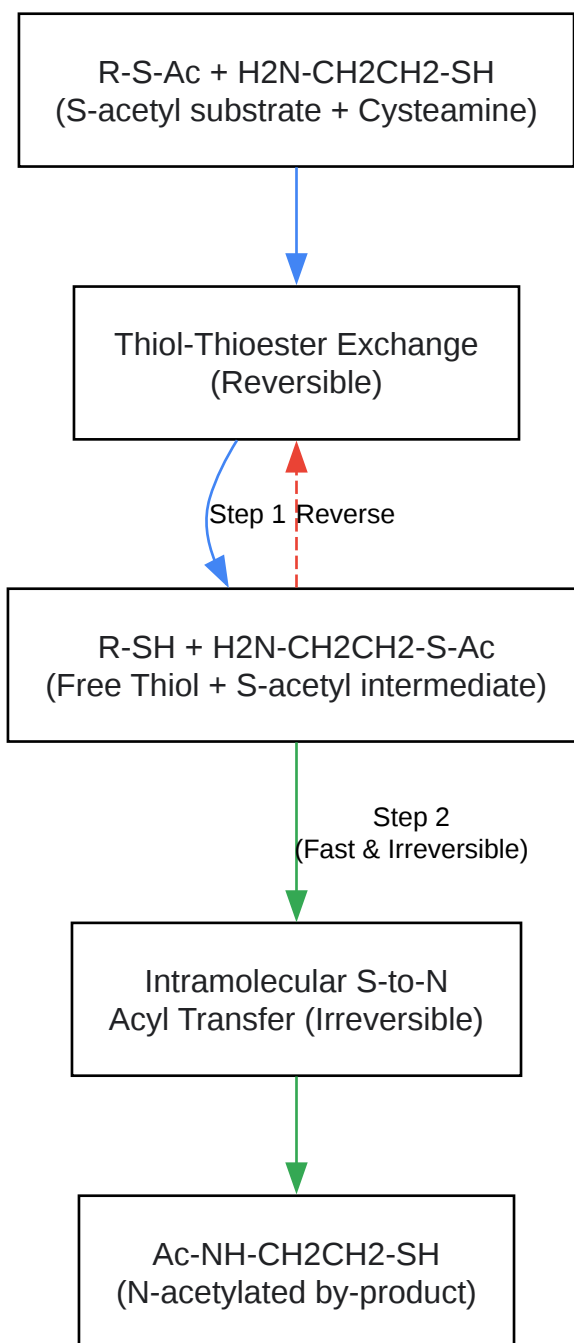 R-S-Ac + H2N-CH2CH2-SH
(S-acetyl substrate + Cysteamine)
Thiol-Thioester Exchange
(Reversible)
Step 1
Reverse
R-SH + H2N-CH2CH2-S-Ac
(Free Thiol + S-acetyl intermediate)
Step 2
(Fast & Irreversible)
Intramolecular S-to-N
Acyl Transfer (Irreversible)
Ac-NH-CH2CH2-SH
(N-acetylated by-product)